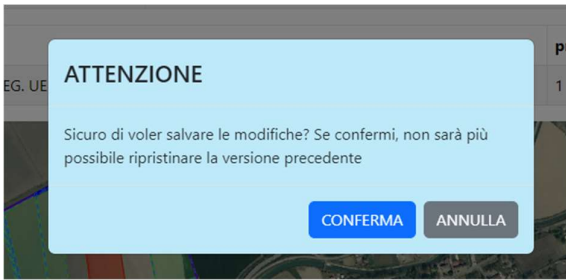 EG. UE
1
ATTENZIONE
Sicuro di voler salvare le modifiche? Se confermi, non sarà più
possibile ripristinare la versione precedente
CONFERMA ANNULLA